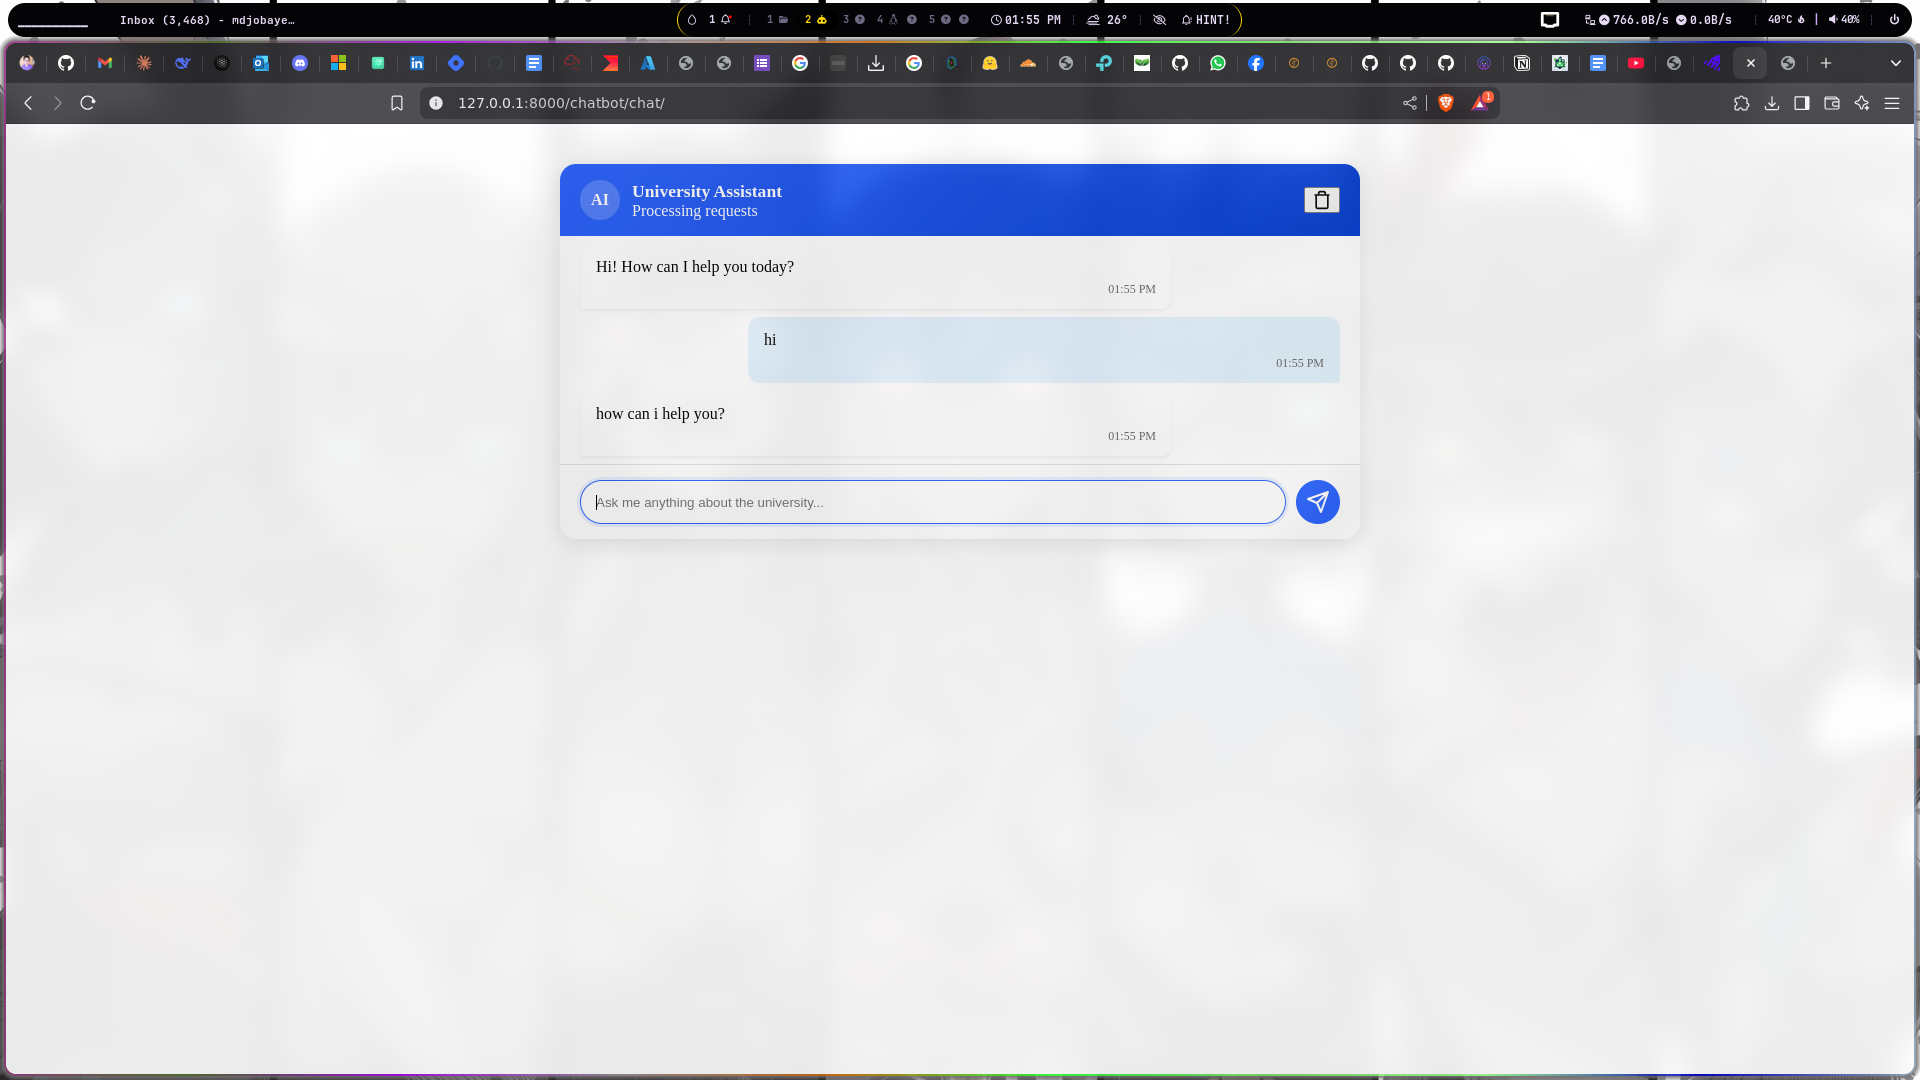 Inbox (3,468) - mdjobaye…
1
1
2
3
4
5
01:55 PM
26°
HINT!
766.0B/s
0.0B/s
40°C
40%
127.0.0.1:8000/chatbot/chat/
1
AI
University Assistant
Processing requests
Hi! How can I help you today?
01:55 PM
hi
01:55 PM
how can i help you?
01:55 PM
Ask me anything about the university...